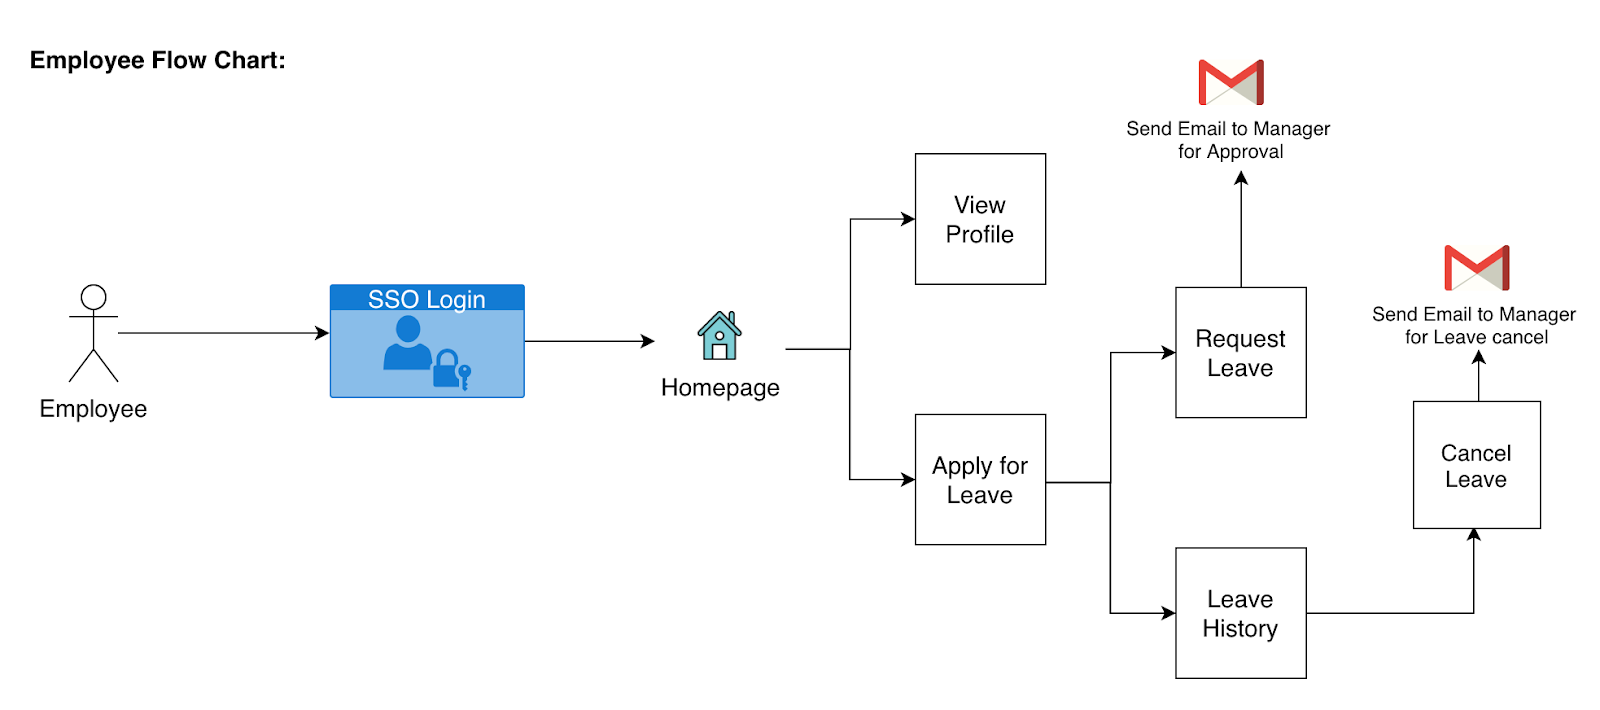 Employee Flow Chart:
Send Email to Manager
for Approval
View
Profile
SSO Login
Employee
Homepage
Request
Leave
Send Email to Manager
for Leave cancel
Apply for
Leave
Cancel
Leave
Leave
History